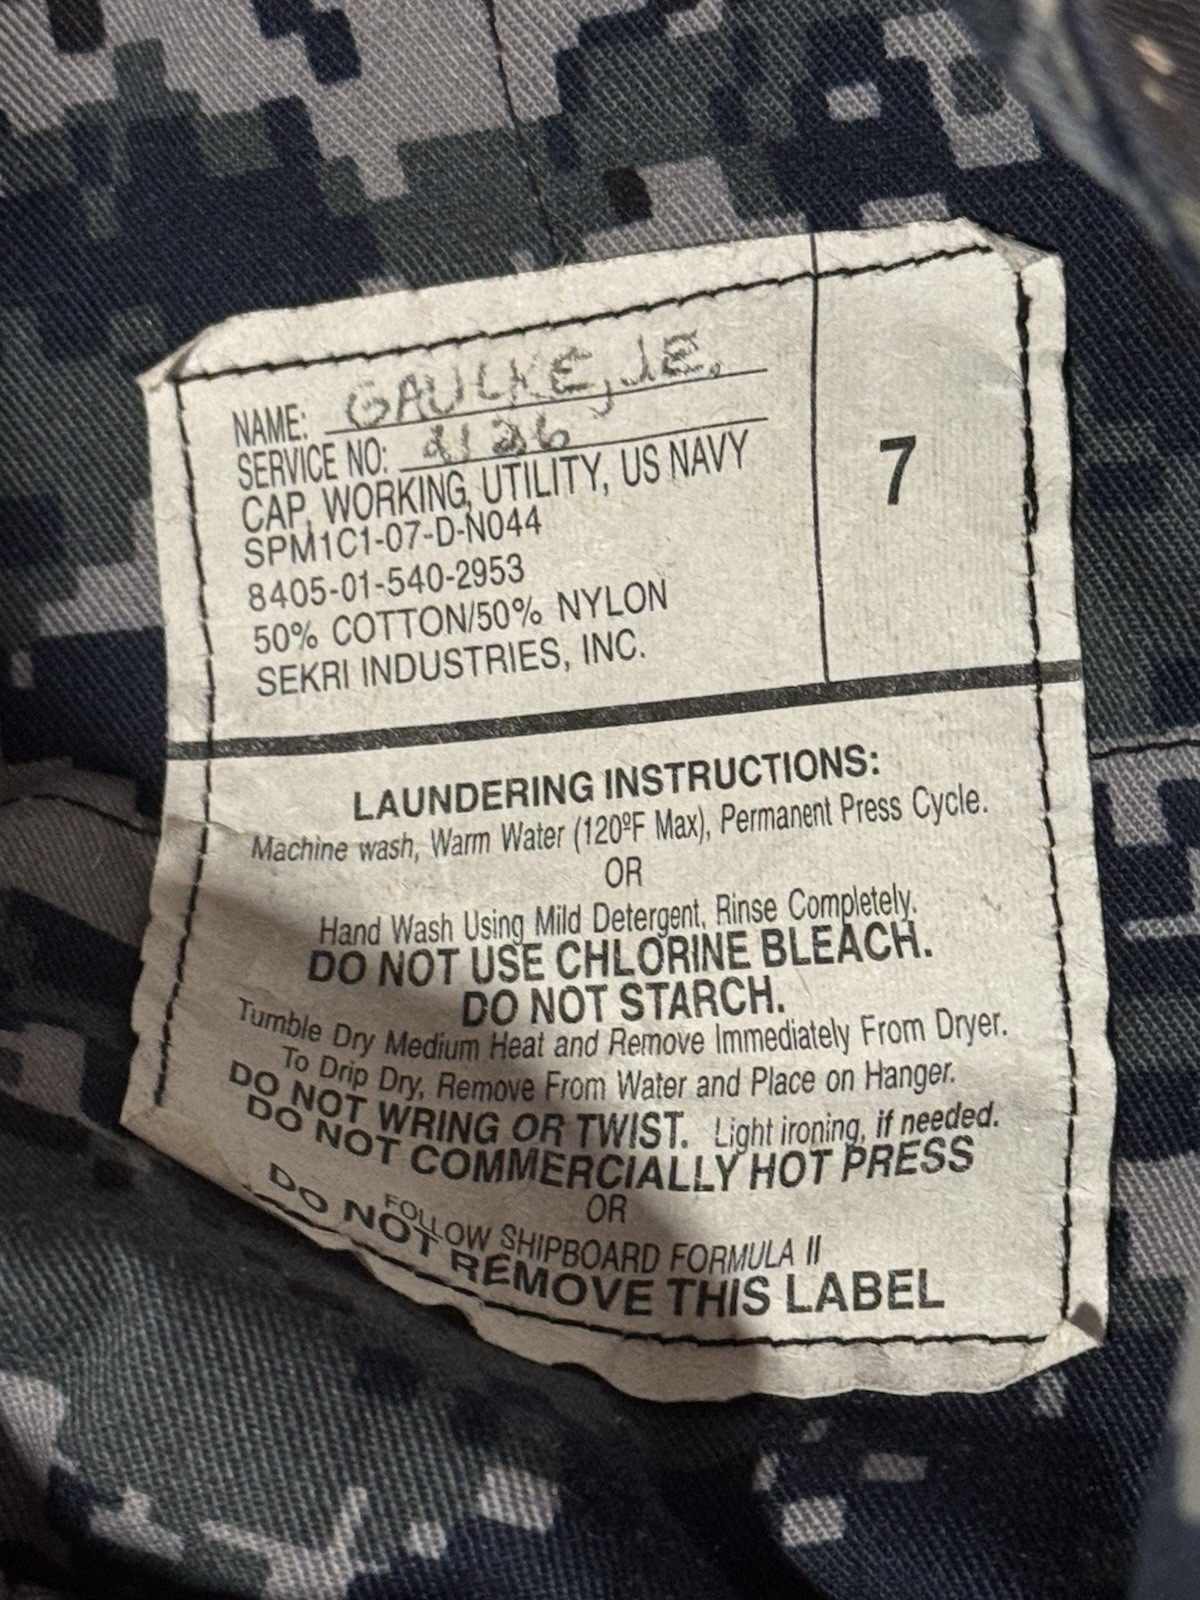 NAME: GAULKE, JE.
SERVICE NO: 2126
CAP, WORKING, UTILITY, US NAVY
SPM1C1-07-D-N044
8405-01-540-2953
50% COTTON/50% NYLON
SEKRI INDUSTRIES, INC.
7
LAUNDERING INSTRUCTIONS:
Machine wash, Warm Water (120ºF Max), Permanent Press Cycle.
OR
Hand Wash Using Mild Detergent, Rinse Completely.
DO NOT USE CHLORINE BLEACH.
DO NOT STARCH.
Tumble Dry Medium Heat and Remove Immediately From Dryer.
To Drip Dry, Remove From Water and Place on Hanger.
DO NOT WRING OR TWIST. Light ironing, if needed.
DO NOT COMMERCIALLY HOT PRESS
OR
FOLLOW SHIPBOARD FORMULA II
DO NOT REMOVE THIS LABEL